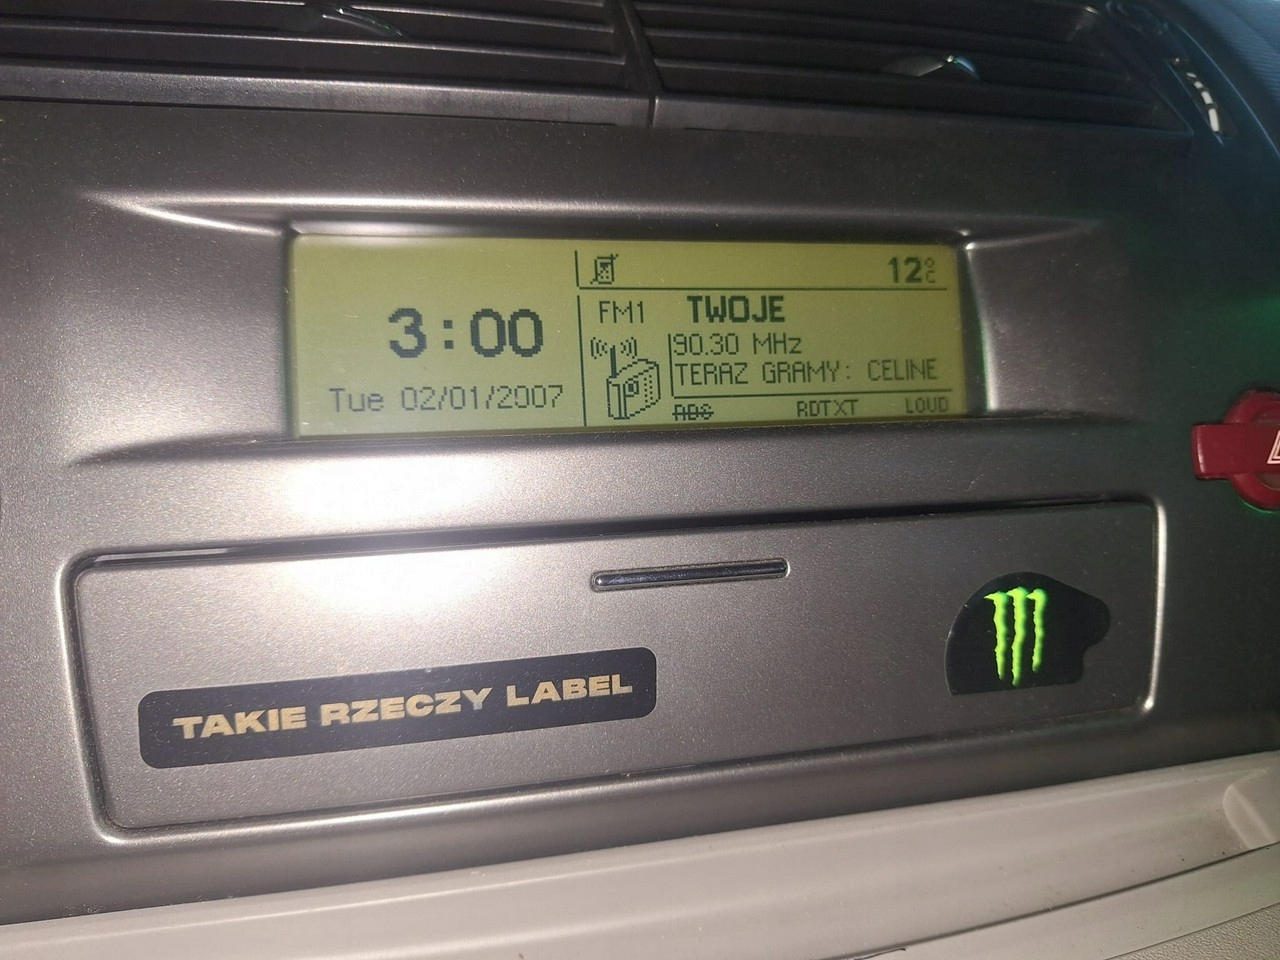 12°C
3:00
FM1 TWOJE
90.30 MHz
TERAZ GRAMY: CELINE
Tue 02/01/2007
RDTXT LOUD
TAKIE RZECZY LABEL